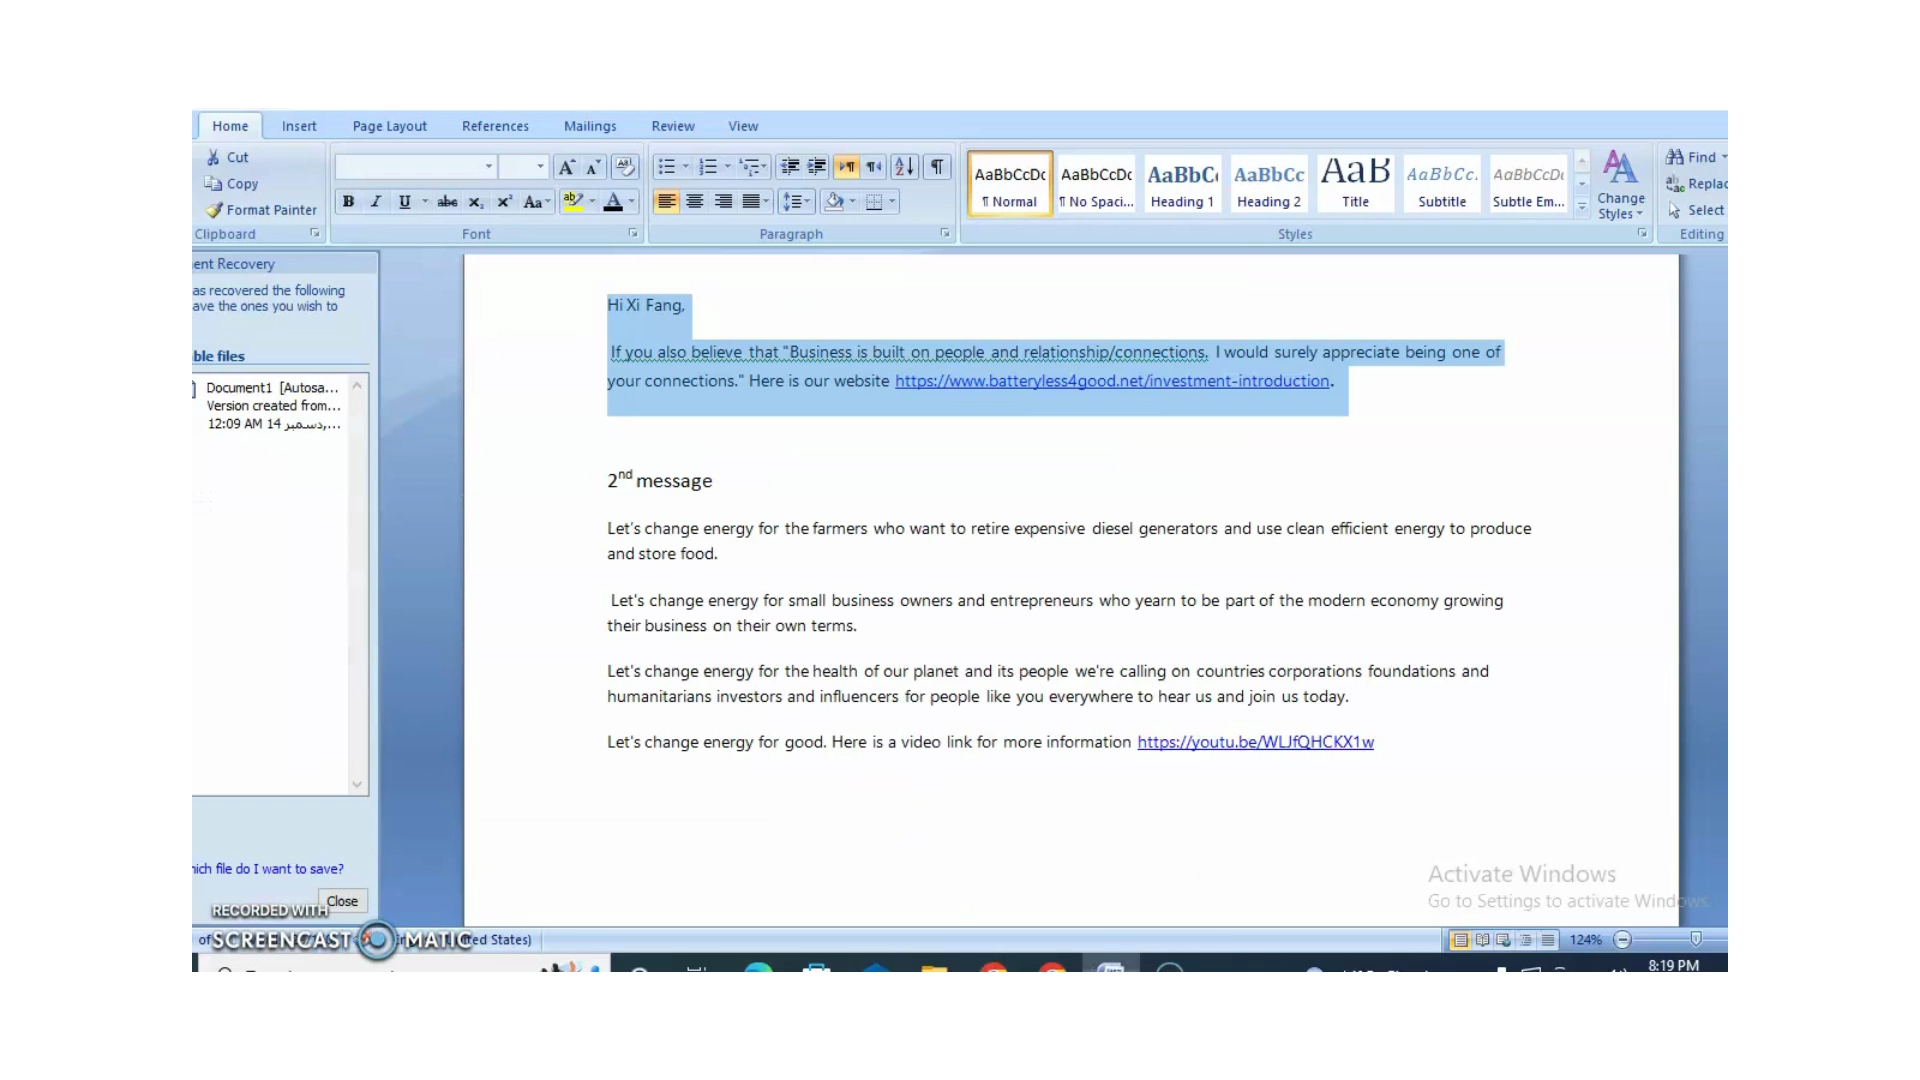 Home Insert Page Layout References Mailings Review View
Cut
Copy
Format Painter
Clipboard
Font
Paragraph
AaBbCcDc AaBbCcDc AaBbC AaBbCc AaB AaBbCc. AaBbCcDc
¶ Normal ¶ No Spaci... Heading 1 Heading 2 Title Subtitle Subtle Em...
Change
Styles
Styles
Find
Replac
Select
Editing
ent Recovery
as recovered the following
ave the ones you wish to
ble files
Document1 [Autosa...
Version created from...
12:09 AM 14 دسمبر,...
ich file do I want to save?
Close
Hi Xi Fang,
If you also believe that "Business is built on people and relationship/connections, I would surely appreciate being one of
your connections." Here is our website https://www.batteryless4good.net/investment-introduction.
2nd message
Let's change energy for the farmers who want to retire expensive diesel generators and use clean efficient energy to produce
and store food.
Let's change energy for small business owners and entrepreneurs who yearn to be part of the modern economy growing
their business on their own terms.
Let's change energy for the health of our planet and its people we're calling on countries corporations foundations and
humanitarians investors and influencers for people like you everywhere to hear us and join us today.
Let's change energy for good. Here is a video link for more information https://youtu.be/WLJfQHCKX1w
Activate Windows
Go to Settings to activate Windows.
RECORDED WITH
SCREENCAST MATIC
124%
8:19 PM